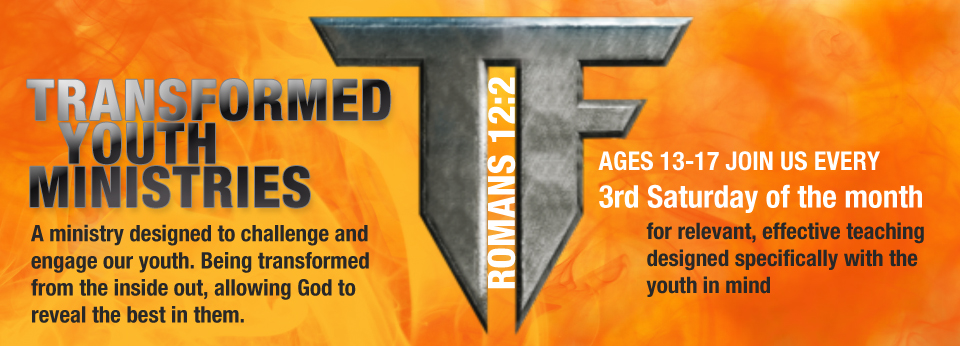 TRANSFORMED
YOUTH
MINISTRIES
A ministry designed to challenge and
engage our youth. Being transformed
from the inside out, allowing God to
reveal the best in them.
TF
ROMANS 12:2
AGES 13-17 JOIN US EVERY
3rd Saturday of the month
for relevant, effective teaching
designed specifically with the
youth in mind